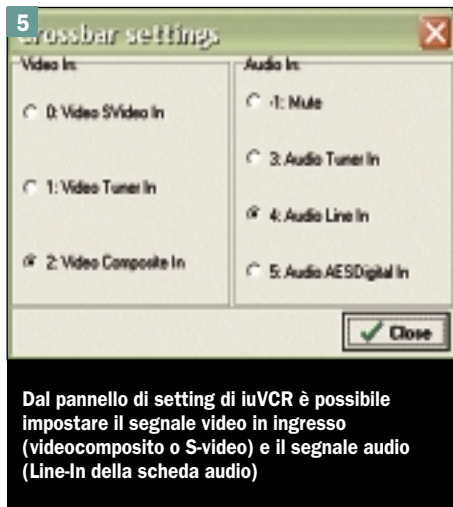 5
Crossbar settings
Video In:
0: Video SVideo In
1: Video Tuner In
2: Video Composite In
Audio In:
-1: Mute
3: Audio Tuner In
4: Audio Line In
5: Audio AESDigital In
Close
Dal pannello di setting di iuVCR è possibile
impostare il segnale video in ingresso
(videocomposito o S-video) e il segnale audio
(Line-In della scheda audio)